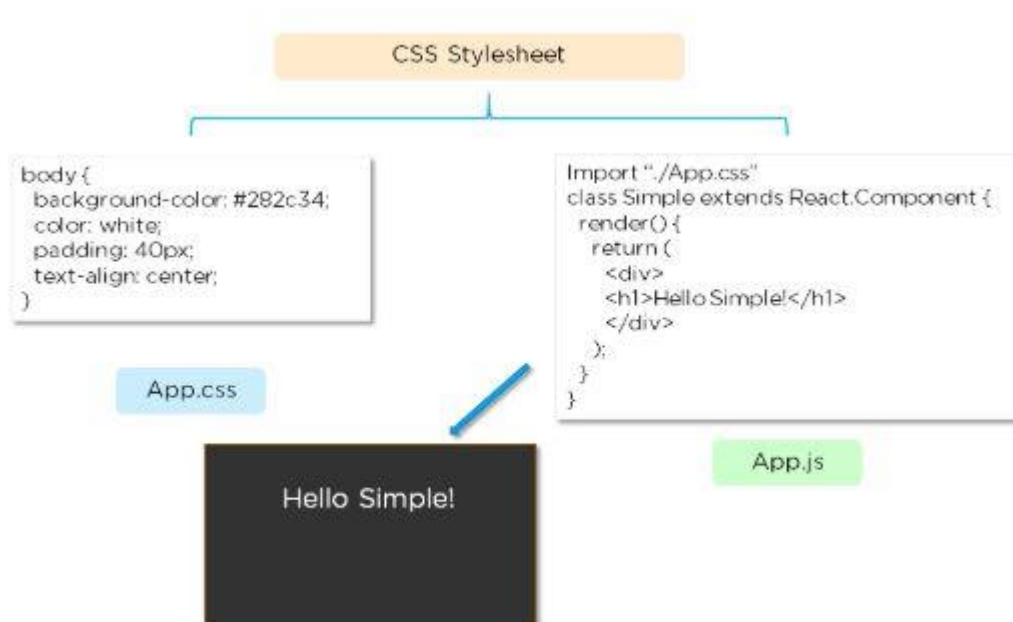 CSS Stylesheet
body {
background-color: #282c34;
color: white;
padding: 40px;
text-align: center;
}
App.css
Import "./App.css"
class Simple extends React.Component {
render() {
return (
<div>
<h1>Hello Simple!</h1>
</div>
);
}
}
App.js
Hello Simple!